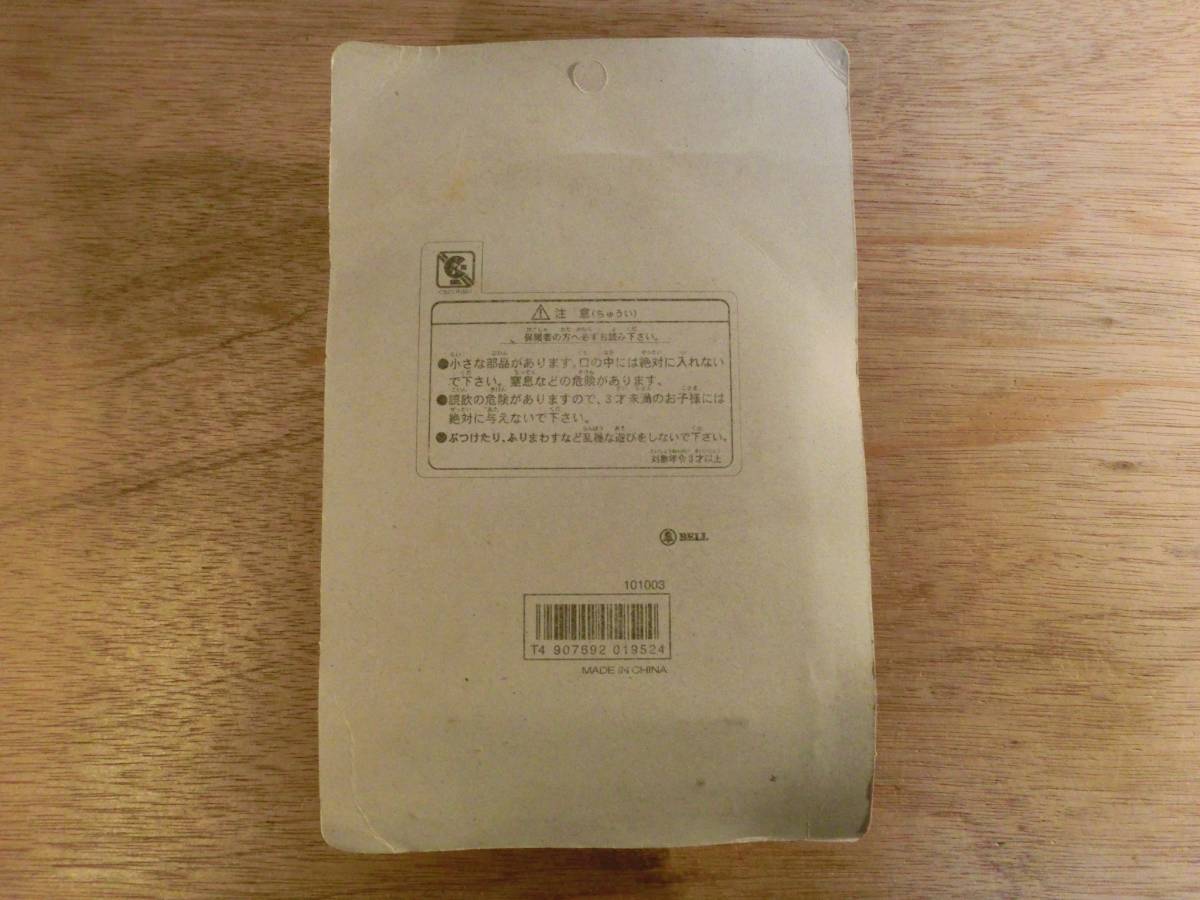 注意(ちゅうい)
保護者の方へ必ずお読み下さい。
●小さな部品があります。口の中には絶対に入れない
で下さい。窒息などの危険があります。
●誤飲の危険がありますので、3才未満のお子様には
絶対に与えないで下さい。
●ぶつけたり、ふりまわすなど乱暴な遊びをしないで下さい。
対象年令3才以上
BELL
101003
T4 907692 019524
MADE IN CHINA